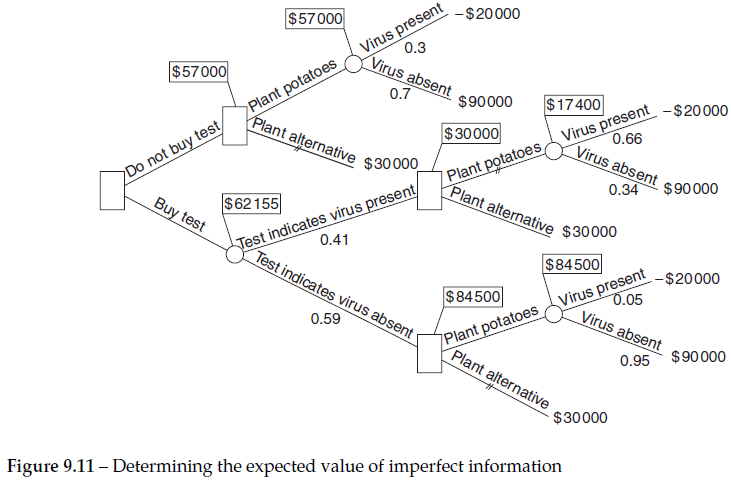 $57000
Virus present
–$20000
0.3
$57000
Plant potatoes
Virus absent
0.7
$90000
Do not buy test
Plant alternative
$30000
$17400
Virus present
–$20000
0.66
$30000
Plant potatoes
Virus absent
0.34
$90000
Buy test
$62155
Test indicates virus present
0.41
Plant alternative
$30000
Test indicates virus absent
0.59
$84500
Virus present
–$20000
0.05
$84500
Plant potatoes
Virus absent
0.95
$90000
Plant alternative
$30000
Figure 9.11 – Determining the expected value of imperfect information